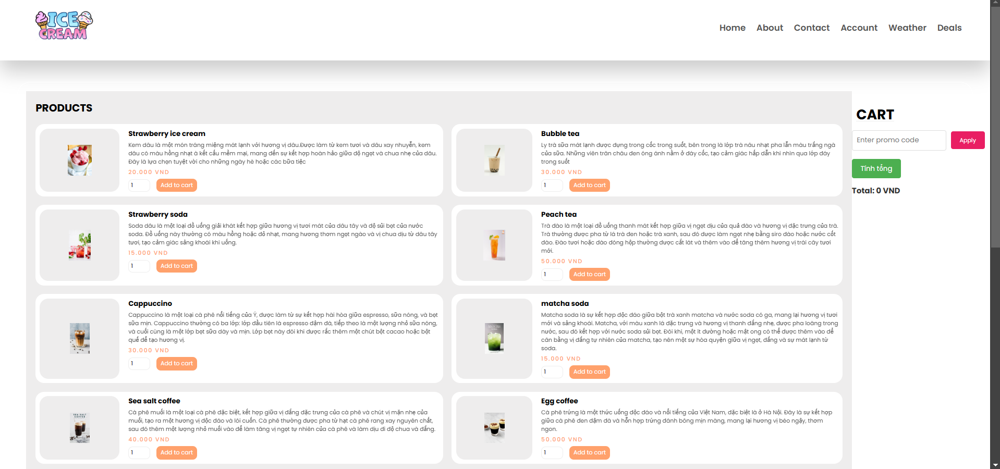 ICE
CREAM
Home About Contact Account Weather Deals
PRODUCTS
Strawberry ice cream
Kem dâu là một món tráng miệng mát lạnh với hương vị dâu.Được làm từ kem tươi và dâu xay nhuyễn, kem
dâu có màu hồng nhạt à kết cấu mềm mại, mang đến sự kết hợp hoàn hảo giữa độ ngọt và chua nhẹ của dâu.
Đây là lựa chọn tuyệt vời cho những ngày hè hoặc các bữa tiệc
20.000 VND
1 Add to cart
Bubble tea
Ly trà sữa mát lạnh được đựng trong cốc trong suốt, bên trong là lớp trà nâu nhạt pha lẫn màu trắng ngà
của sữa. Những viên trân châu đen óng ánh nằm ở đáy cốc, tạo cảm giác hấp dẫn khi nhìn qua lớp đáy
trong suốt
30.000 VND
1 Add to cart
Strawberry soda
Soda dâu là một loại đồ uống giải khát kết hợp giữa hương vị tươi mát của dâu tây và độ sủi bọt của nước
soda. Đồ uống này thường có màu hồng hoặc đỏ nhạt, mang hương thơm ngọt ngào và vị chua dịu từ dâu tây
tươi, tạo cảm giác sảng khoái khi uống.
15.000 VND
1 Add to cart
Peach tea
Trà đào là một loại đồ uống thanh mát kết hợp giữa vị ngọt dịu của quả đào và hương vị đặc trưng của trà.
Trà thường được pha từ lá trà đen hoặc trà xanh, sau đó được làm ngọt nhẹ bằng siro đào hoặc nước cốt
đào. Đào tươi hoặc đào đóng hộp thường được cắt lát và thêm vào để tăng thêm hương vị trái cây tươi
mới.
50.000 VND
1 Add to cart
Cappuccino
Cappuccino là một loại cà phê nổi tiếng của Ý, được làm từ sự kết hợp hài hòa giữa espresso, sữa nóng, và bọt
sữa mịn. Cappuccino thường có ba lớp: lớp đầu tiên là espresso đậm đà, tiếp theo là một lượng nhỏ sữa nóng,
và cuối cùng là một lớp bọt sữa dày và mịn. Lớp bọt này đôi khi được rắc thêm một chút bột cacao hoặc bột
quế để tạo hương vị.
30.000 VND
1 Add to cart
matcha soda
Matcha soda là sự kết hợp độc đáo giữa bột trà xanh matcha và nước soda có ga, mang lại hương vị tươi
mới và sảng khoái. Matcha, với màu xanh lá đặc trưng và hương vị thanh đắng nhẹ, được pha loãng trong
nước, sau đó kết hợp với nước soda sủi bọt. Đôi khi, một ít đường hoặc mật ong có thể được thêm vào để
cân bằng vị đắng tự nhiên của matcha, tạo nên một sự hòa quyện giữa vị ngọt, đắng và sự mát lạnh từ
soda.
15.000 VND
1 Add to cart
MATCHA
SEA SALT
COFFEE
Sea salt coffee
Cà phê muối là một loại cà phê đặc biệt, kết hợp giữa vị đắng đặc trưng của cà phê và chút vị mặn nhẹ của
muối, tạo ra một hương vị độc đáo và lôi cuốn. Cà phê thường được pha từ hạt cà phê rang xay nguyên chất,
sau đó thêm một lượng nhỏ muối vào để làm tăng vị ngọt tự nhiên của cà phê và làm dịu đi độ chua và đắng.
40.000 VND
1 Add to cart
Egg coffee
Cà phê trứng là một thức uống độc đáo và nổi tiếng của Việt Nam, đặc biệt là ở Hà Nội. Đây là sự kết hợp
giữa cà phê đen đậm đà và hỗn hợp trứng đánh bông mịn màng, mang lại hương vị béo ngậy, thơm
ngon.
50.000 VND
1 Add to cart
CART
Enter promo code Apply
Tính tổng
Total: 0 VND